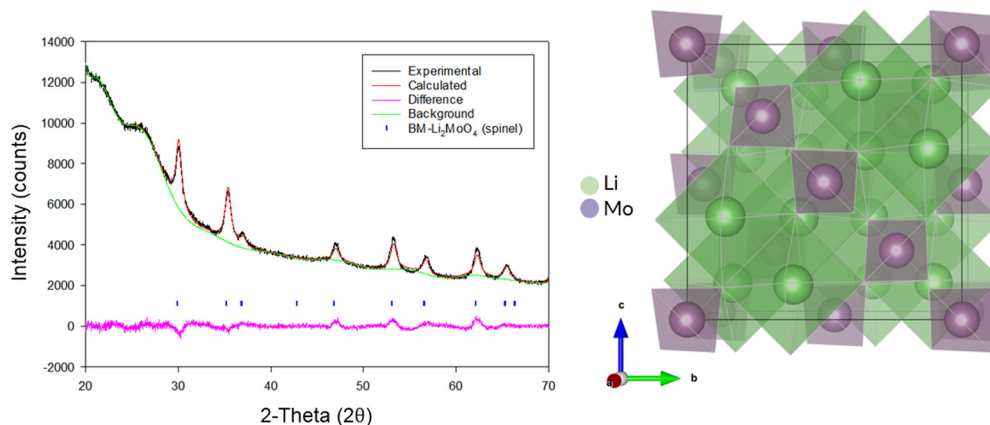 14000
12000
10000
8000
6000
4000
2000
0
-2000
Intensity (counts)
Experimental
Calculated
Difference
Background
BM-Li₂MoO₄ (spinel)
20 30 40 50 60 70
2-Theta (2θ)
Li
Mo
c
a
b